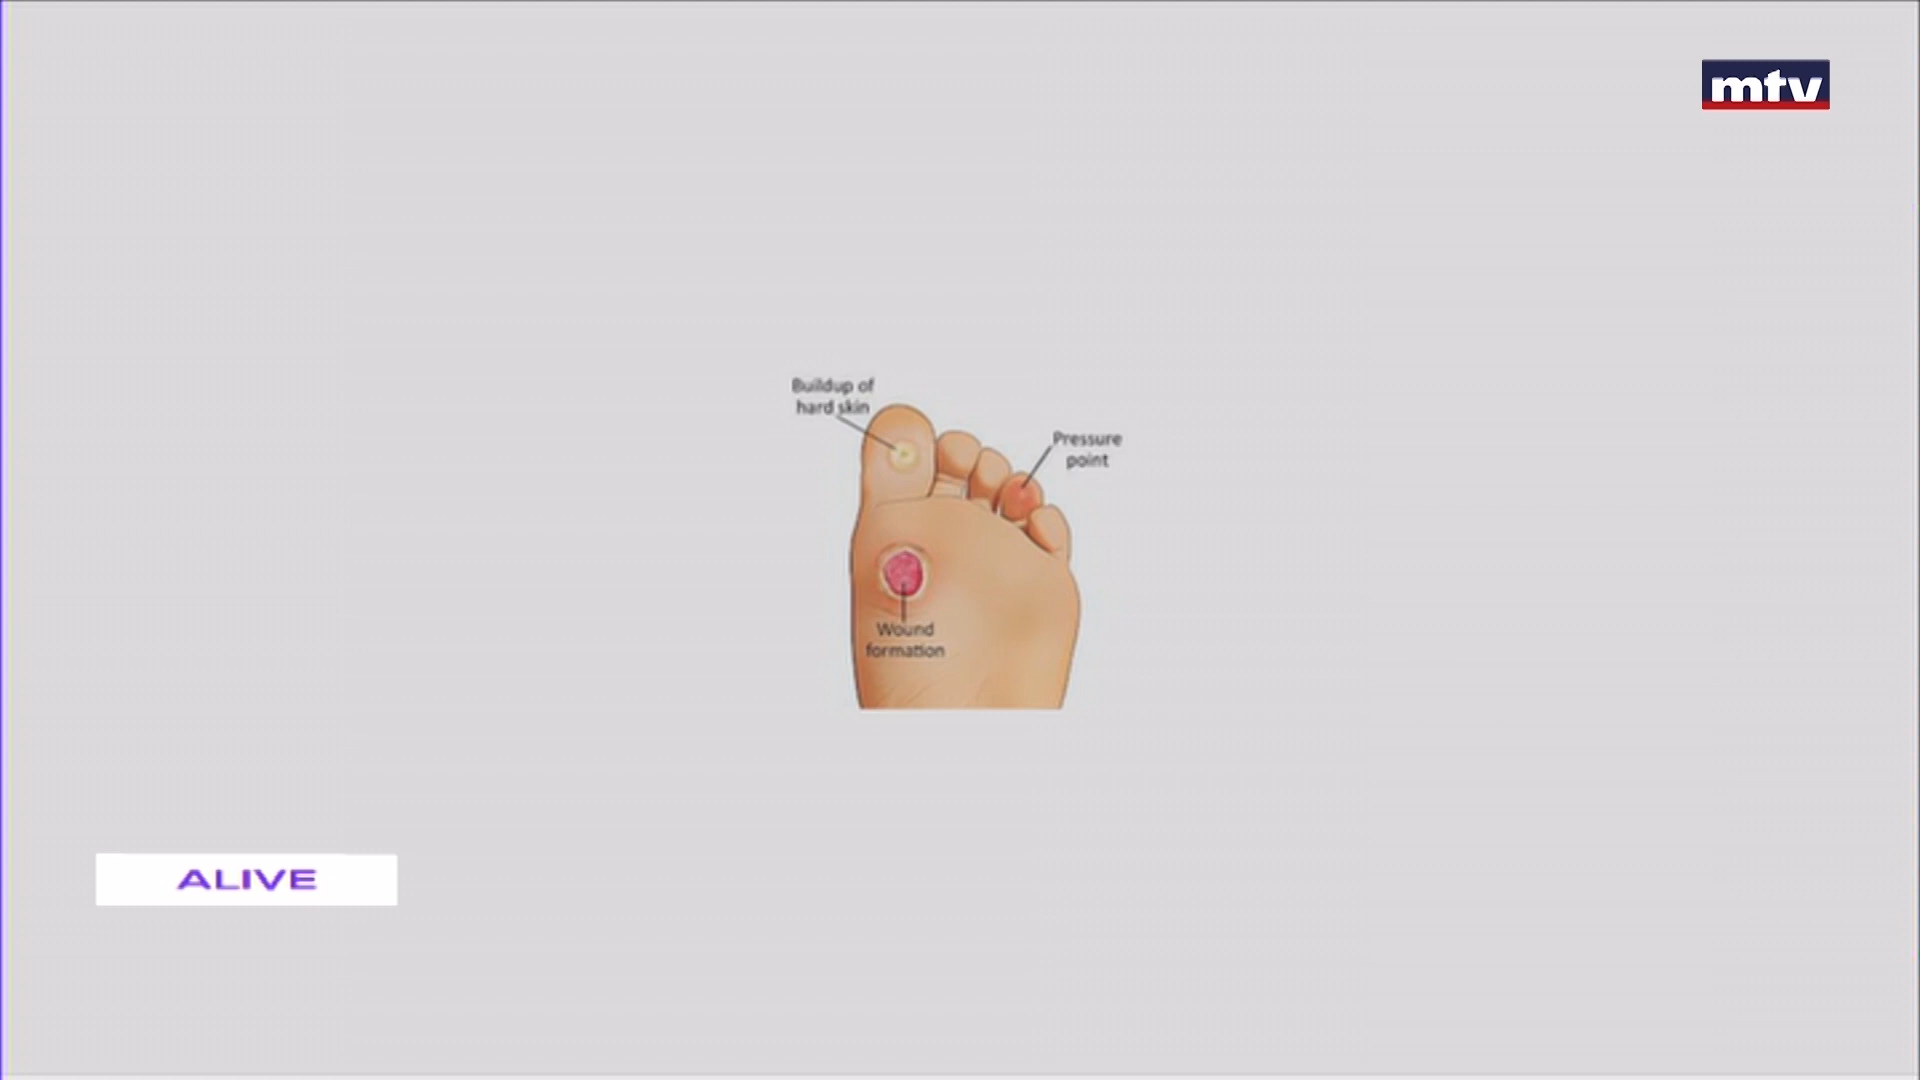 mtv
Buildup of
hard skin
Pressure
point
Wound
formation
ALIVE